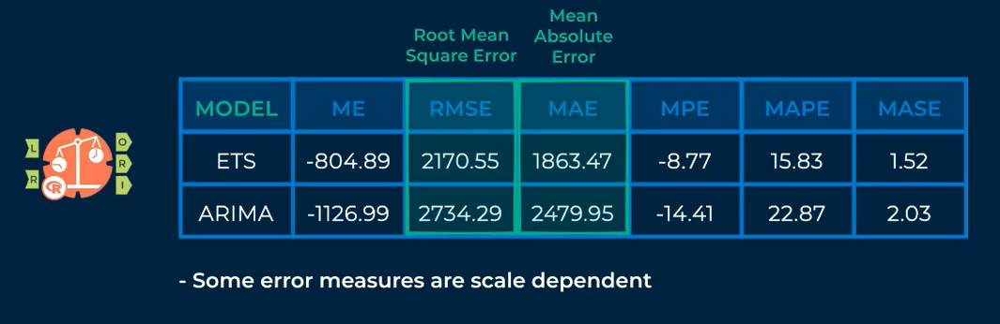 Root Mean
Square Error
Mean
Absolute
Error
MODEL ME RMSE MAE MPE MAPE MASE
ETS -804.89 2170.55 1863.47 -8.77 15.83 1.52
ARIMA -1126.99 2734.29 2479.95 -14.41 22.87 2.03
L
R
O
R
I
R
- Some error measures are scale dependent